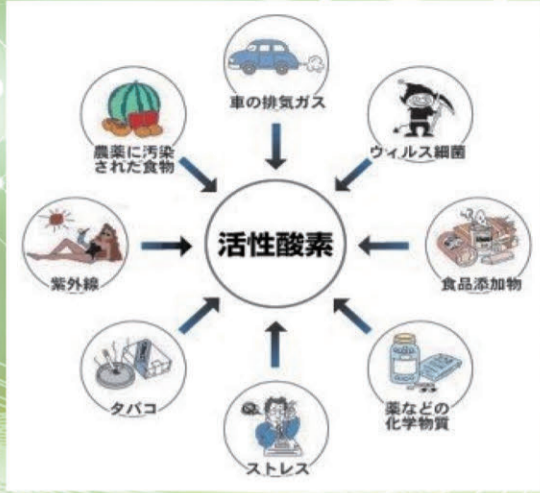 車の排気ガス
農薬に汚染
された食物
ウィルス細菌
活性酸素
紫外線
食品添加物
タバコ
薬などの
化学物質
ストレス